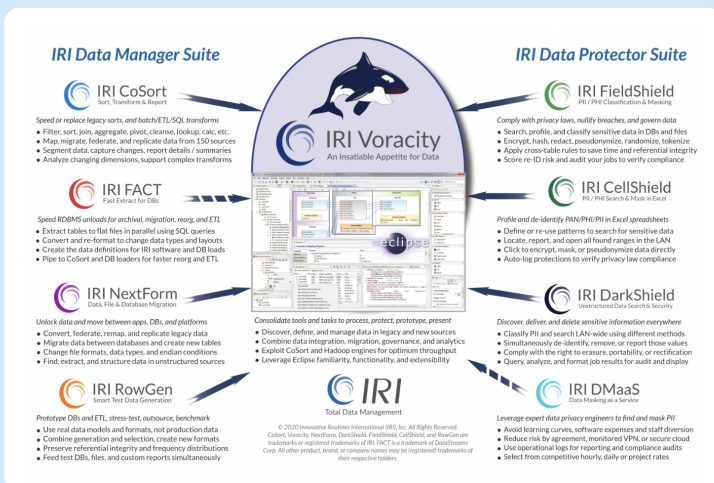 IRI Data Manager Suite
IRI CoSort
Sort, Transform & Report
Speed or replace legacy sorts, and batch/ETL/SQL transforms
• Filter, sort, join, aggregate, pivot, cleanse, lookup, calc, etc.
• Map, migrate, federate, and replicate data from 150 sources
• Segment data, capture changes, report details / summaries
• Analyze changing dimensions, support complex transforms
IRI FACT
Fast Extract for DBs
Speed RDBMS unloads for archival, migration, reorg, and ETL
• Extract tables to flat files in parallel using SQL queries
• Convert and re-format to change data types and layouts
• Create the data definitions for IRI software and DB loads
• Pipe to CoSort and DB loaders for faster reorg and ETL
IRI NextForm
Data, File & Database Migration
Unlock data and move between apps, DBs, and platforms
• Convert, federate, remap, and replicate legacy data
• Migrate data between databases and create new tables
• Change file formats, data types, and endian conditions
• Find, extract, and structure data in unstructured sources
IRI RowGen
Smart Test Data Generation
Prototype DBs and ETL, stress-test, outsource, benchmark
• Use real data models and formats, not production data
• Combine generation and selection, create new formats
• Preserve referential integrity and frequency distributions
• Feed test DBs, files, and custom reports simultaneously
IRI Voracity
An Insatiable Appetite for Data
eclipse
Consolidate tools and tasks to process, protect, prototype, present
• Discover, define, and manage data in legacy and new sources
• Combine data integration, migration, governance, and analytics
• Exploit CoSort and Hadoop engines for optimum throughput
• Leverage Eclipse familiarity, functionality, and extensibility
IRI
Total Data Management
© 2020 Innovative Routines International (IRI), Inc. All Rights Reserved.
CoSort, Voracity, NextForm, DarkShield, FieldShield, CellShield, and RowGen are
trademarks or registered trademarks of IRI. FACT is a trademark of DataStreams
Corp. All other product, brand, or company names may be (registered) trademarks of
their respective holders.
IRI Data Protector Suite
IRI FieldShield
PII / PHI Classification & Masking
Comply with privacy laws, nullify breaches, and govern data
• Search, profile, and classify sensitive data in DBs and files
• Encrypt, hash, redact, pseudonymize, randomize, tokenize
• Apply cross-table rules to save time and referential integrity
• Score re-ID risk and audit your jobs to verify compliance
IRI CellShield
PII / PHI Search & Mask in Excel
Profile and de-identify PAN/PHI/PII in Excel spreadsheets
• Define or re-use patterns to search for sensitive data
• Locate, report, and open all found ranges in the LAN
• Click to encrypt, mask, or pseudonymize data directly
• Auto-log protections to verify privacy law compliance
IRI DarkShield
Unstructured Data Search & Security
Discover, deliver, and delete sensitive information everywhere
• Classify PII and search LAN-wide using different methods
• Simultaneously de-identify, remove, or report those values
• Comply with the right to erasure, portability, or rectification
• Query, analyze, and format job results for audit and display
IRI DMaaS
Data Masking as a Service
Leverage expert data privacy engineers to find and mask PII
• Avoid learning curves, software expenses and staff diversion
• Reduce risk by agreement, monitored VPN, or secure cloud
• Use operational logs for reporting and compliance audits
• Select from competitive hourly, daily or project rates